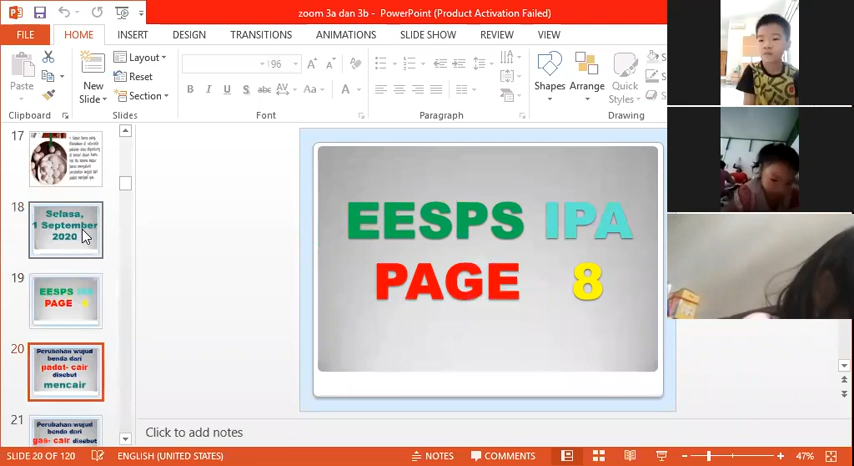 zoom 3a dan 3b - PowerPoint (Product Activation Failed)
FILE HOME INSERT DESIGN TRANSITIONS ANIMATIONS SLIDE SHOW REVIEW VIEW
Paste
New
Slide
Layout
Reset
Section
96
B I U S abc AV Aa A
Shapes
Arrange
Quick
Styles
Clipboard Slides Font Paragraph Drawing
17
18
Selasa,
1 September
2020
19
EESPS IPA
PAGE 8
20
Perubahan wujud
benda dari
padat- cair
disebut
mencair
21
Perubahan wujud
benda dari
gas- cair disebut
EESPS IPA
PAGE 8
Click to add notes
SLIDE 20 OF 120 ENGLISH (UNITED STATES) NOTES COMMENTS 47%